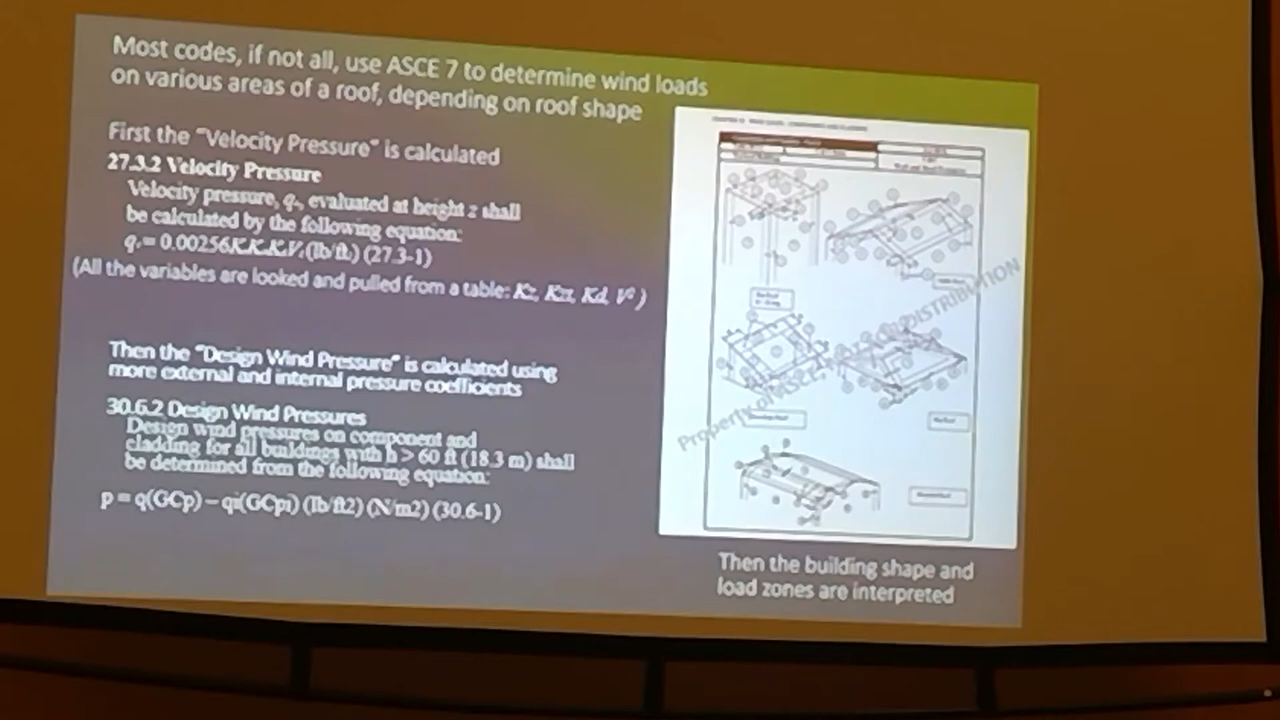 Most codes, if not all, use ASCE 7 to determine wind loads
on various areas of a roof, depending on roof shape
First the "Velocity Pressure" is calculated
27.3.2 Velocity Pressure
Velocity pressure, qz, evaluated at height z shall
be calculated by the following equation:
= 0.00256 (lb/ft) (27.3-1)
(All the variables are looked and pulled from a table: Kz, Kzt, Kd, V² )
Then the "Design Wind Pressure" is calculated using
more external and internal pressure coefficients
30.6.2 Design Wind Pressures
Design wind pressures on component and
cladding for all buildings with h > 60 ft (18.3 m) shall
be determined from the following equation:
p = q(GCp) – qi(GCpi) (lb/ft2) (N/m2) (30.6-1)
Property of ASCE DISTRIBUTION
Then the building shape and
load zones are interpreted